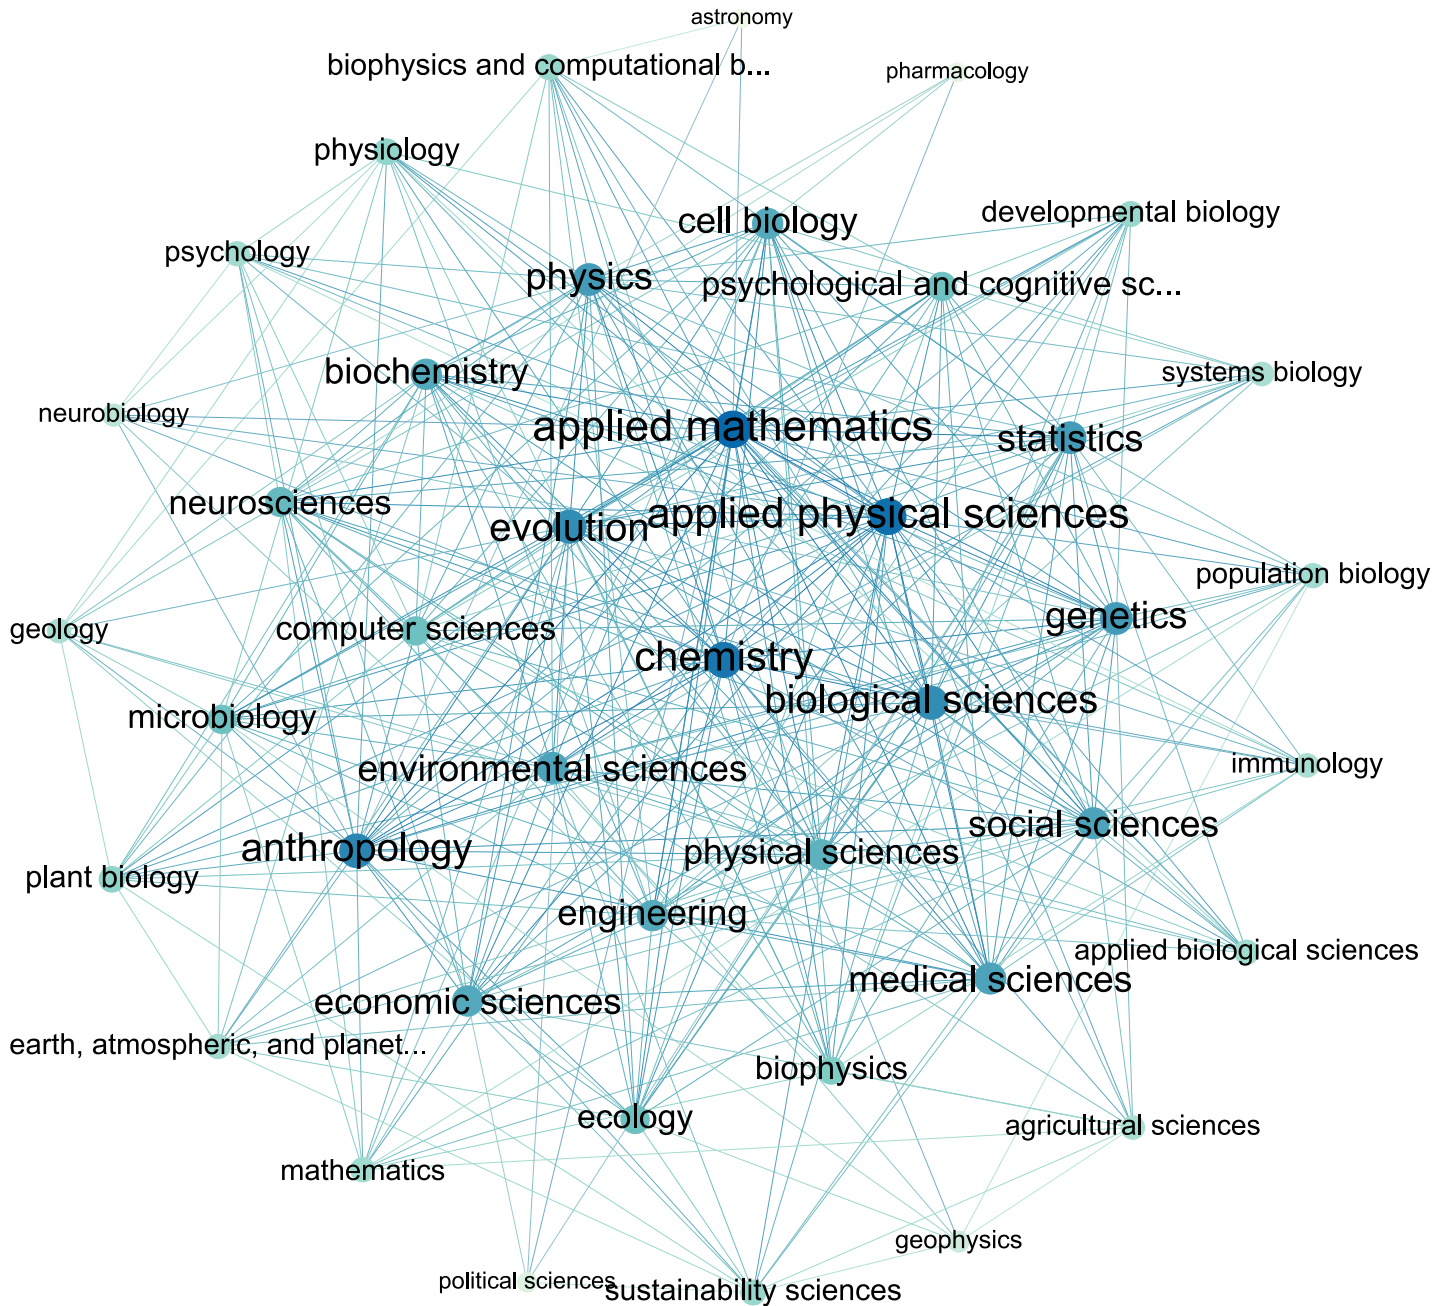 astronomy
biophysics and computational b...
pharmacology
physiology
cell biology
developmental biology
psychology
physics
psychological and cognitive sc...
biochemistry
systems biology
neurobiology
applied mathematics
statistics
neurosciences
evolution
applied physical sciences
population biology
geology
computer sciences
genetics
chemistry
biological sciences
microbiology
environmental sciences
immunology
social sciences
anthropology
physical sciences
plant biology
engineering
applied biological sciences
economic sciences
medical sciences
earth, atmospheric, and planet...
biophysics
ecology
agricultural sciences
mathematics
geophysics
political sciences
sustainability sciences